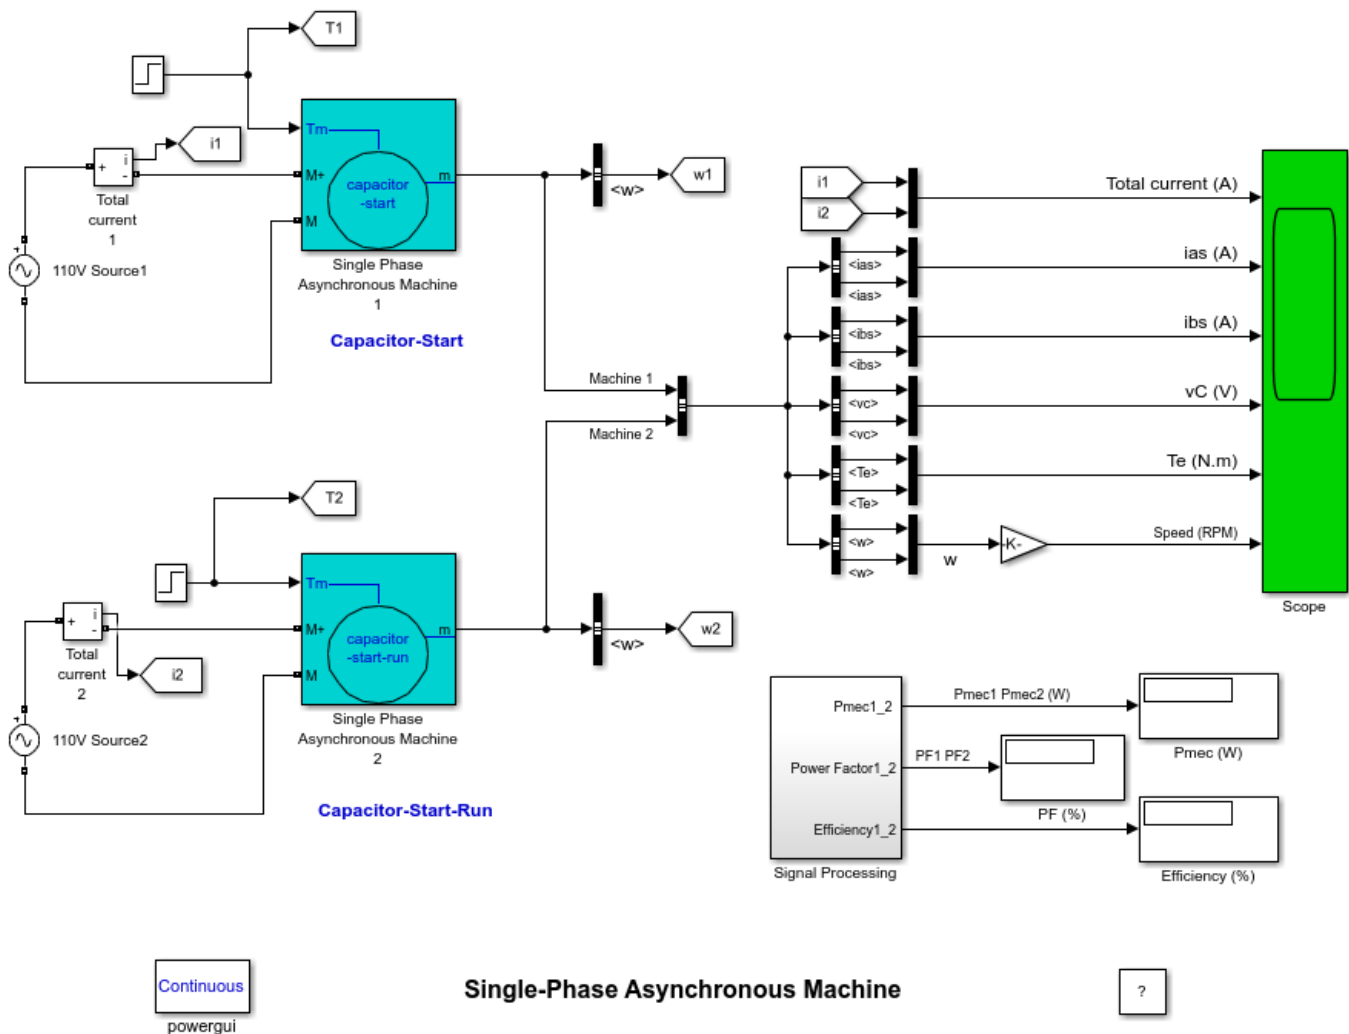 T1
i1
+
i
-
Total
current
1
+
110V Source1
Tm
M+
M
m
capacitor
-start
Single Phase
Asynchronous Machine
1
Capacitor-Start
<w>
w1
i1
i2
Total current (A)
<ias>
<ias>
ias (A)
<ibs>
<ibs>
ibs (A)
Machine 1
Machine 2
<vc>
<vc>
vC (V)
<Te>
<Te>
Te (N.m)
<w>
<w>
w
-K-
Speed (RPM)
Scope
T2
+
i
-
Total
current
2
i2
+
110V Source2
Tm
M+
M
m
capacitor
-start-run
Single Phase
Asynchronous Machine
2
Capacitor-Start-Run
<w>
w2
Pmec1_2
Power Factor1_2
Efficiency1_2
Signal Processing
Pmec1 Pmec2 (W)
Pmec (W)
PF1 PF2
PF (%)
Efficiency (%)
Continuous
powergui
Single-Phase Asynchronous Machine
?